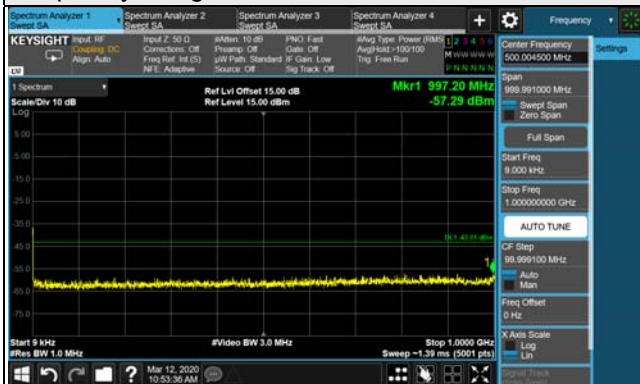 Spectrum Analyzer 1
Swept SA
Spectrum Analyzer 2
Swept SA
Spectrum Analyzer 3
Swept SA
Spectrum Analyzer 4
Swept SA
+
Frequency
KEYSIGHT
Input: RF
Coupling: DC
Align: Auto
Input Z: 50 Ω
Corrections: Off
Freq Ref: Int (S)
NFE: Adaptive
#Atten: 10 dB
Preamp: Off
µW Path: Standard
Source: Off
PNO: Fast
Gate: Off
IF Gain: Low
Sig Track: Off
#Avg Type: Power (RMS
Avg|Hold:>100/100
Trig: Free Run
1 2 3 4 5 6
M W W W W W
P N N N N N
LXI
1 Spectrum
Scale/Div 10 dB
Log
Ref Lvl Offset 15.00 dB
Ref Level 15.00 dBm
Mkr1 997.20 MHz
-57.29 dBm
5.00
-5.00
-15.0
-25.0
-35.0
-45.0
-55.0
-65.0
-75.0
DL1 -43.01 dBm
1
Start 9 kHz
#Res BW 1.0 MHz
#Video BW 3.0 MHz
Stop 1.0000 GHz
Sweep ~1.39 ms (5001 pts)
Mar 12, 2020
10:53:36 AM
Center Frequency
500.004500 MHz
Settings
Span
999.991000 MHz
Swept Span
Zero Span
Full Span
Start Freq
9.000 kHz
Stop Freq
1.000000000 GHz
AUTO TUNE
CF Step
99.999100 MHz
Auto
Man
Freq Offset
0 Hz
X Axis Scale
Log
Lin
Signal Track